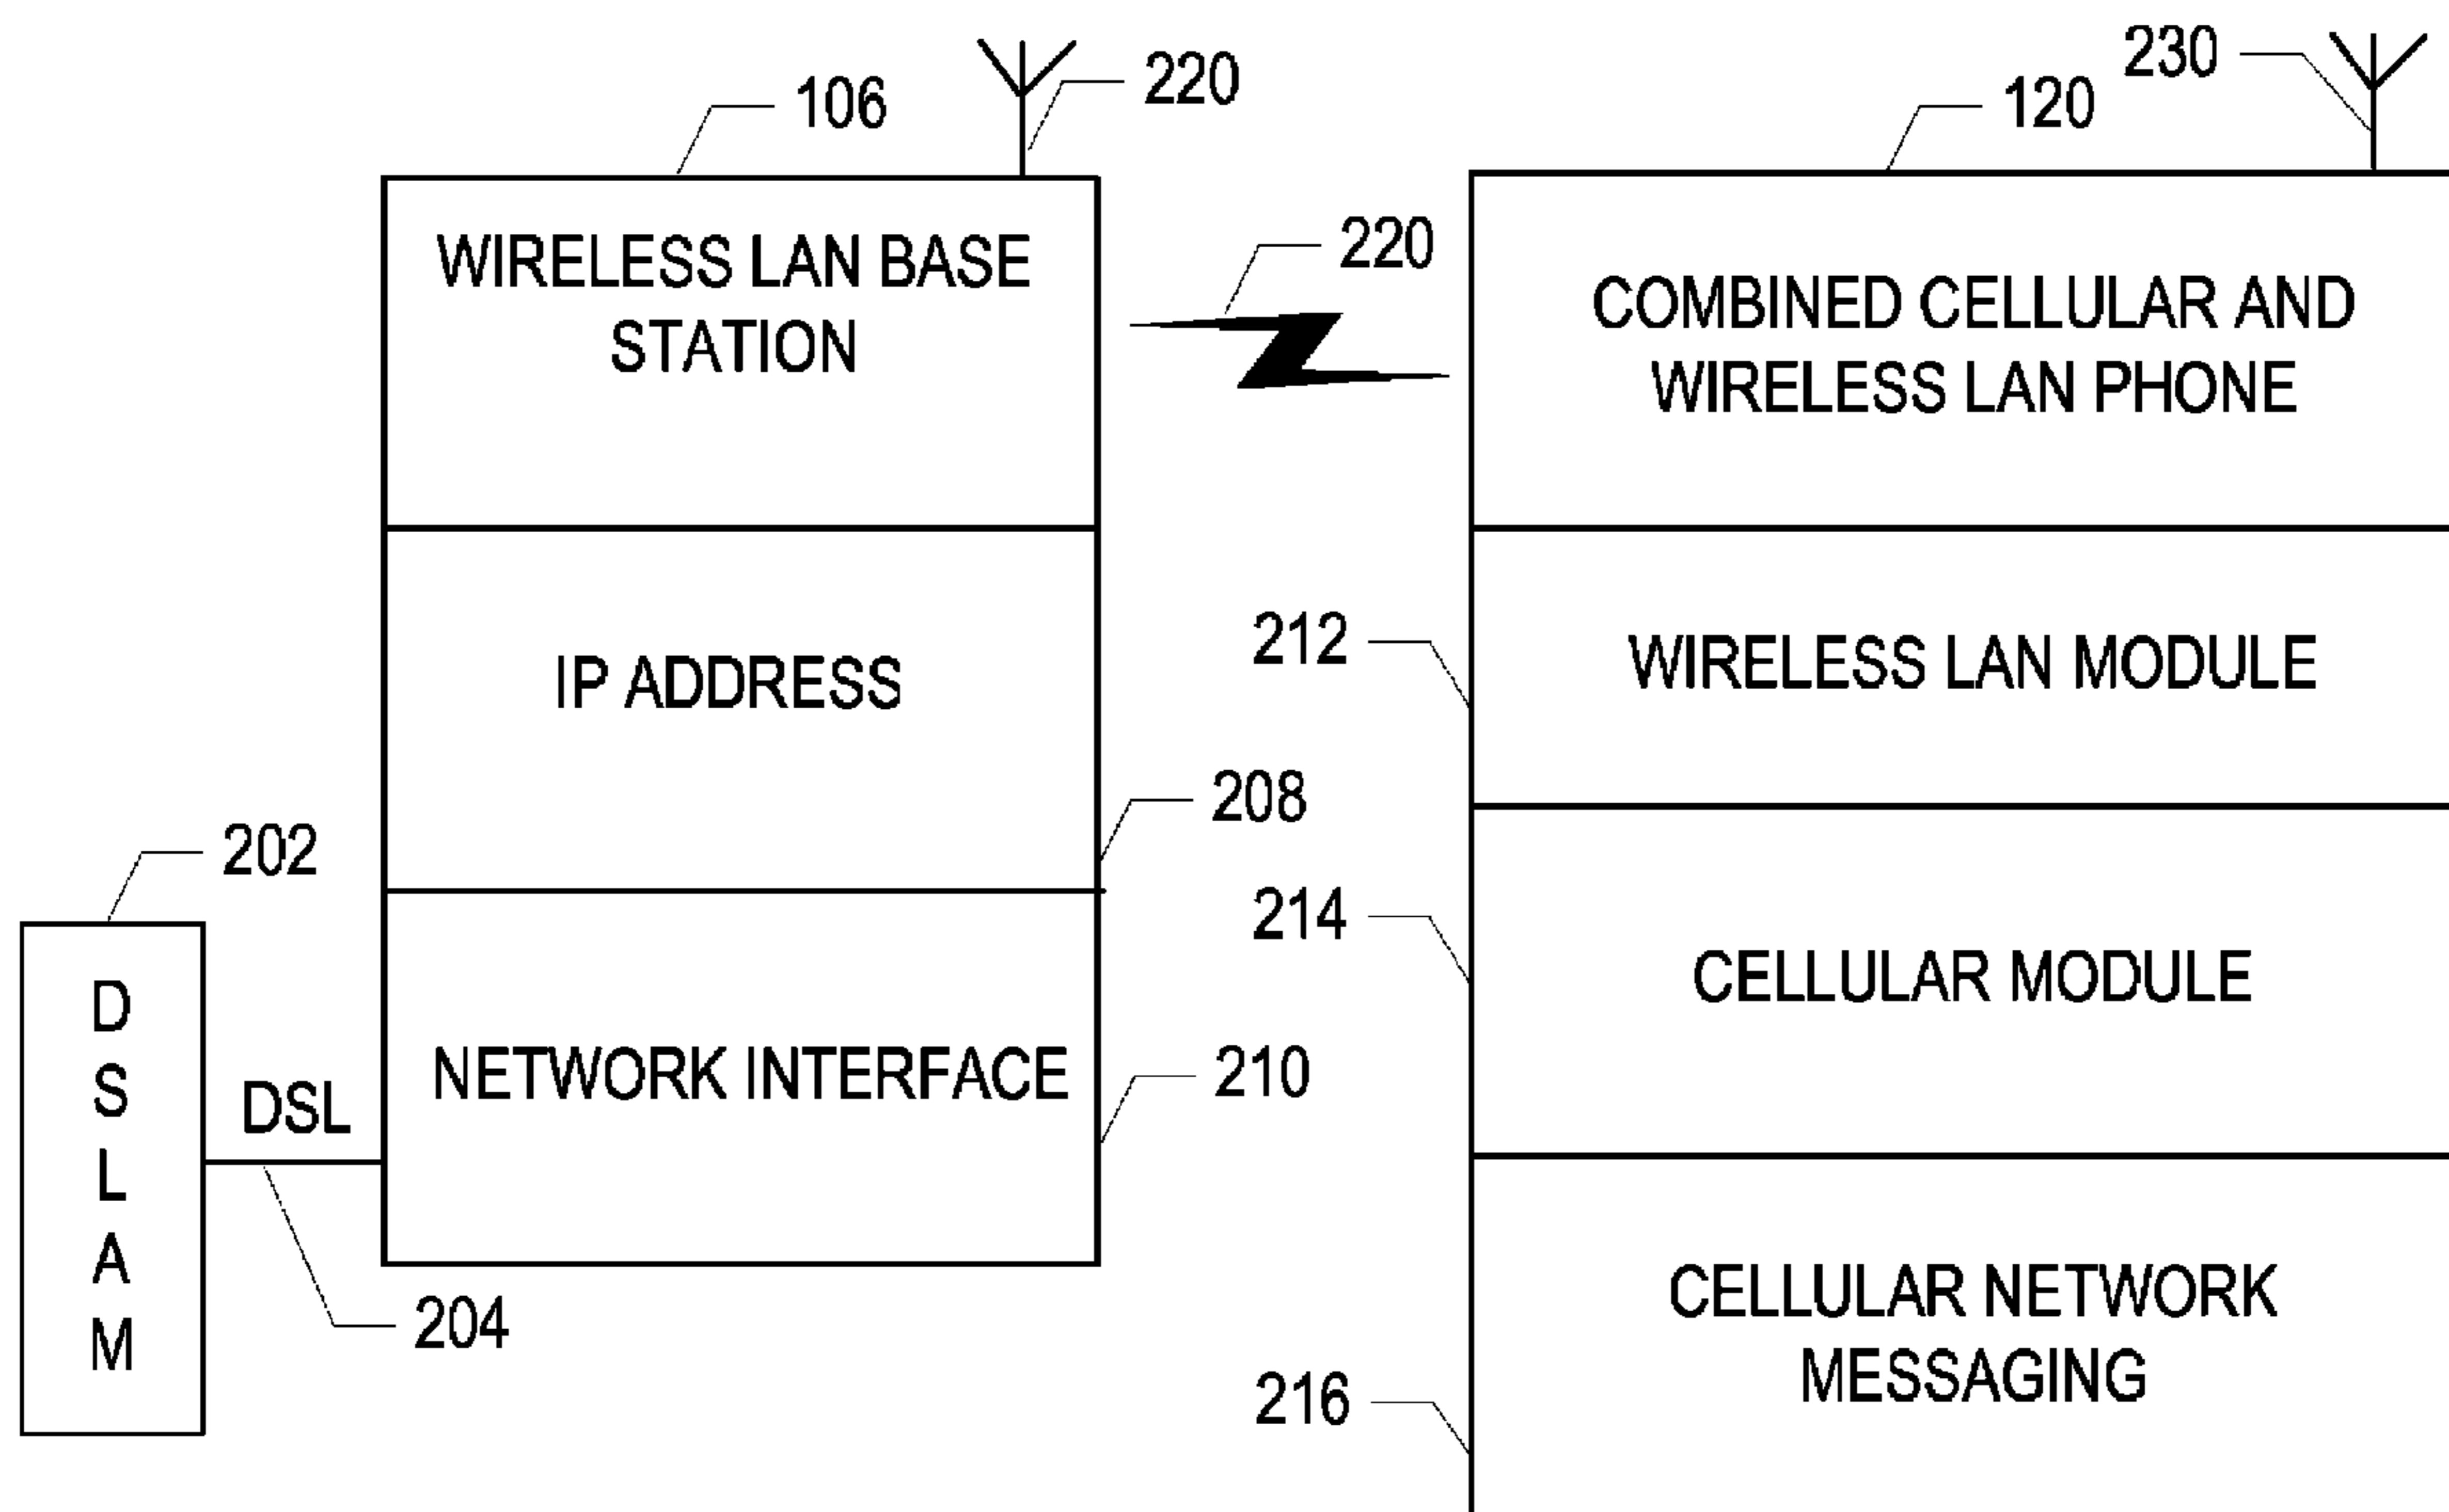 230
220
106
120
220
WIRELESS LAN BASE
STATION
COMBINED CELLULAR AND
WIRELESS LAN PHONE
212
IP ADDRESS
WIRELESS LAN MODULE
208
202
214
D
S
L
A
M
DSL
NETWORK INTERFACE
210
CELLULAR MODULE
204
216
CELLULAR NETWORK
MESSAGING